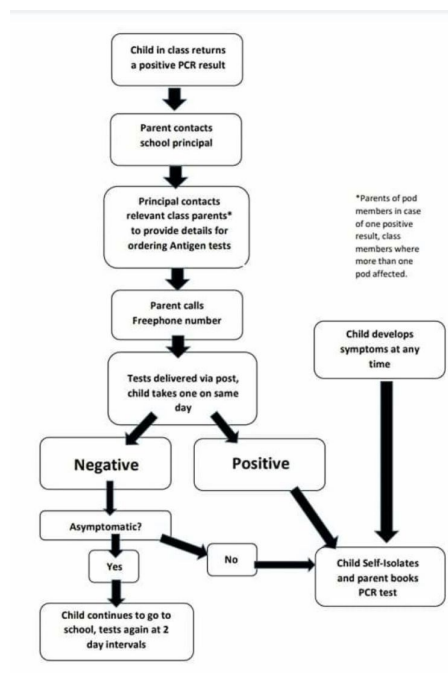 Child in class returns
a positive PCR result
Parent contacts
school principal
Principal contacts
relevant class parents*
to provide details for
ordering Antigen tests
*Parents of pod
members in case
of one positive
result, class
members where
more than one
pod affected.
Parent calls
Freephone number
Child develops
symptoms at any
time
Tests delivered via post,
child takes one on same
day
Negative
Positive
Asymptomatic?
Yes
No
Child Self-Isolates
and parent books
PCR test
Child continues to go to
school, tests again at 2
day intervals